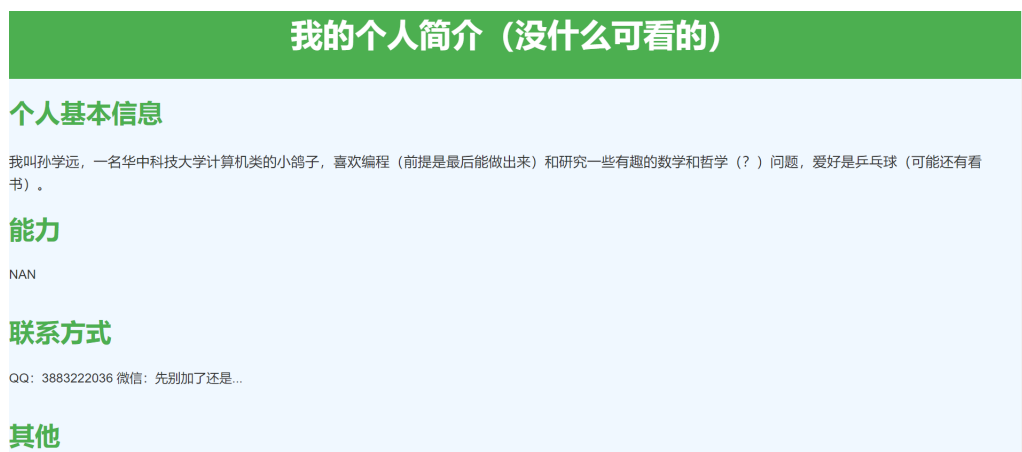 我的个人简介（没什么可看的）
个人基本信息
我叫孙学远，一名华中科技大学计算机类的小鸽子，喜欢编程（前提是最后能做出来）和研究一些有趣的数学和哲学（？）问题，爱好是乒乓球（可能还有看
书）。
能力
NAN
联系方式
QQ：3883222036 微信：先别加了还是...
其他